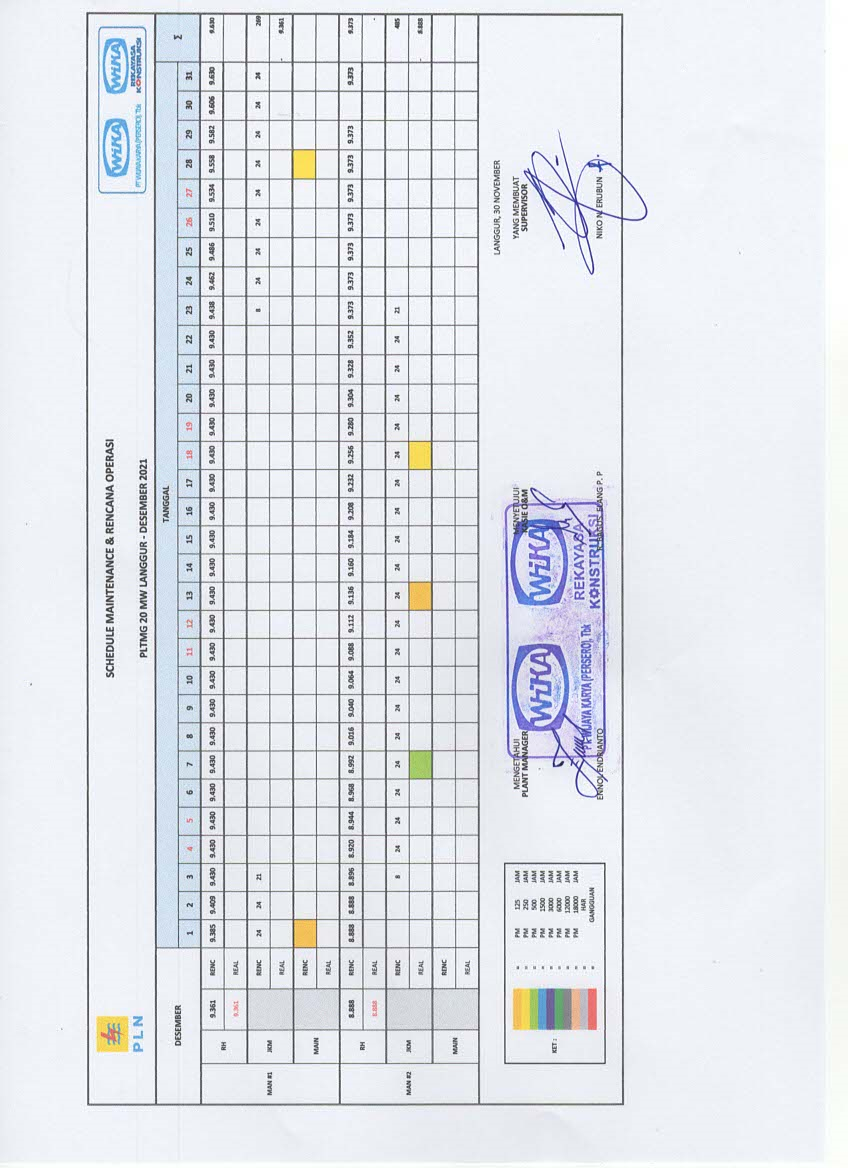 PLN
SCHEDULE MAINTENANCE & RENCANA OPERASI
PLTMG 20 MW LANGGUR - DESEMBER 2021
WIKA WIKA
PT WIJAYA KARYA (PERSERO), Tbk REKAYASA KONSTRUKSI
DESEMBER TANGGAL Σ
1 2 3 4 5 6 7 8 9 10 11 12 13 14 15 16 17 18 19 20 21 22 23 24 25 26 27 28 29 30 31
MAN #1 RH 9.361 RENC 9.385 9.409 9.430 9.430 9.430 9.430 9.430 9.430 9.430 9.430 9.430 9.430 9.430 9.430 9.430 9.430 9.430 9.430 9.430 9.430 9.430 9.430 9.438 9.462 9.486 9.510 9.534 9.558 9.582 9.606 9.630 9.630
9.361 REAL
JKM RENC 24 24 21 8 24 24 24 24 24 24 24 24 269
REAL 9.361
MAIN RENC
REAL
MAN #2 RH 8.888 RENC 8.888 8.888 8.896 8.920 8.944 8.968 8.992 9.016 9.040 9.064 9.088 9.112 9.136 9.160 9.184 9.208 9.232 9.256 9.280 9.304 9.328 9.352 9.373 9.373 9.373 9.373 9.373 9.373 9.373 9.373 9.373
8.888 REAL
JKM RENC 8 24 24 24 24 24 24 24 24 24 24 24 24 24 24 24 24 24 24 24 21 485
REAL 8.888
MAIN RENC
REAL
KET :
= PM 125 JAM
= PM 250 JAM
= PM 500 JAM
= PM 1500 JAM
= PM 3000 JAM
= PM 6000 JAM
= PM 12000 JAM
= PM 18000 JAM
= HAR
= GANGGUAN
LANGGUR, 30 NOVEMBER
MENGETAHUI MENYETUJUI YANG MEMBUAT
PLANT MANAGER KASIE O&M SUPERVISOR
WIKA WIKA
PT WIJAYA KARYA (PERSERO), Tbk REKAYASA KONSTRUKSI
ENDRIANTO P. P NIKO N. ERUBUN